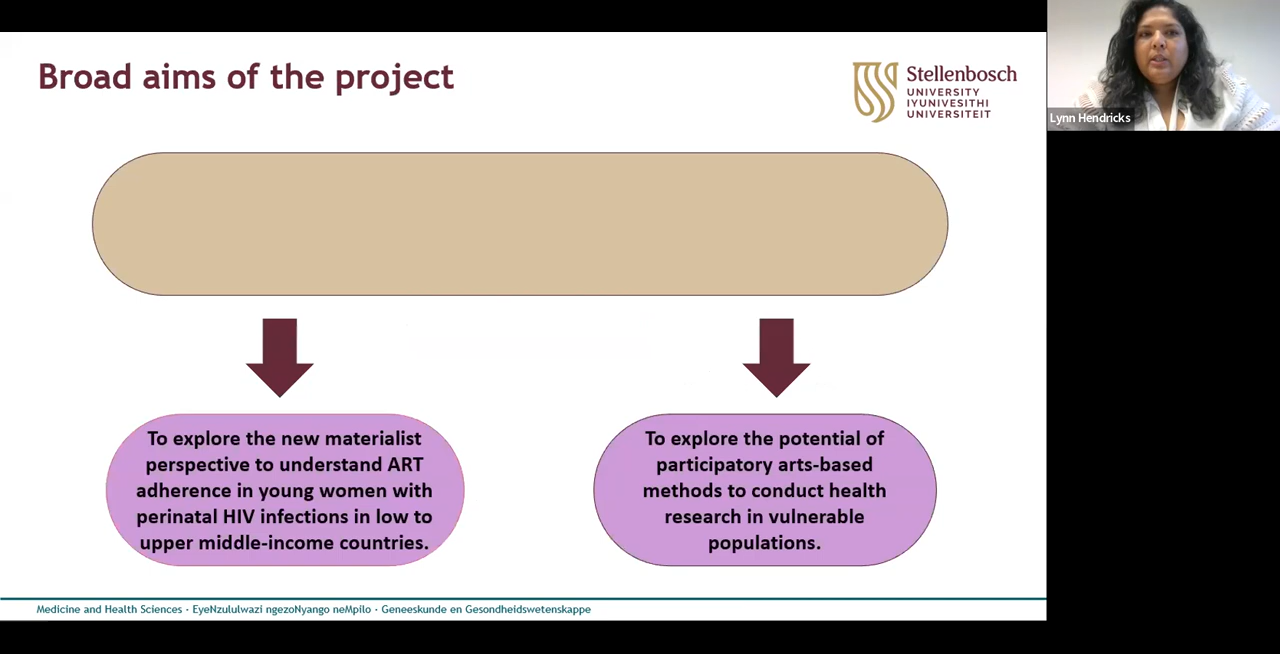 Broad aims of the project
Stellenbosch
UNIVERSITY
IYUNIVESITHI
UNIVERSITEIT
Lynn Hendricks
To explore the new materialist
perspective to understand ART
adherence in young women with
perinatal HIV infections in low to
upper middle-income countries.
To explore the potential of
participatory arts-based
methods to conduct health
research in vulnerable
populations.
Medicine and Health Sciences · EyeNzululwazi ngezoNyango neMpilo · Geneeskunde en Gesondheidswetenskappe